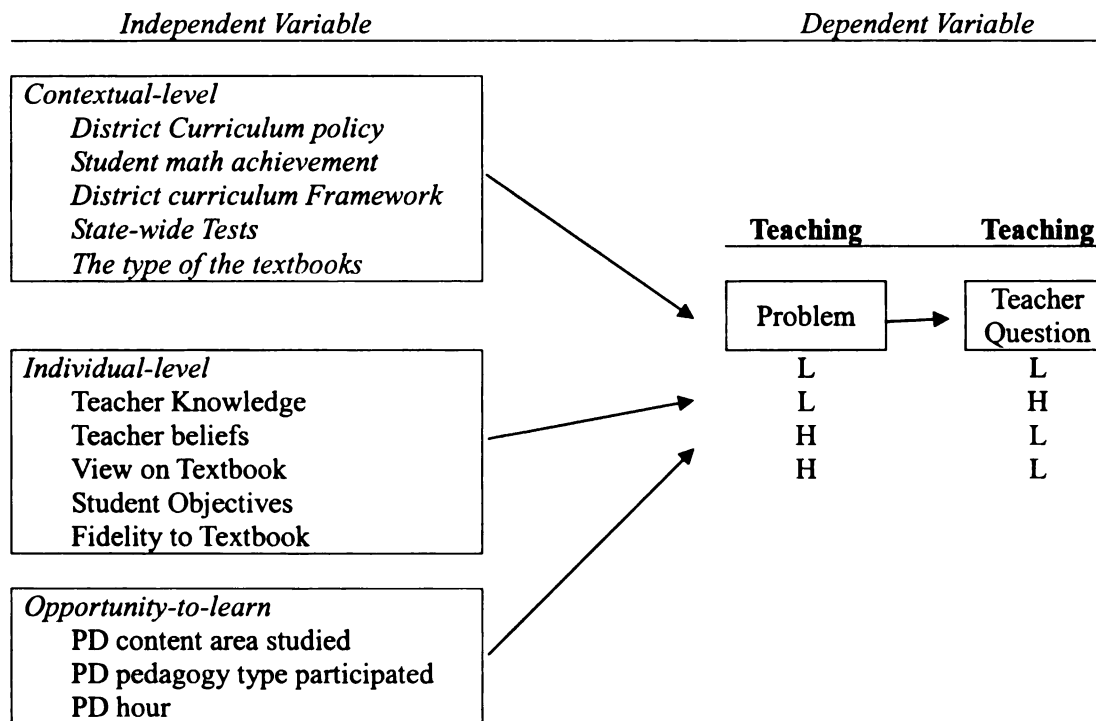 Independent Variable
Dependent Variable
Contextual-level
District Curriculum policy
Student math achievement
District curriculum Framework
State-wide Tests
The type of the textbooks
Individual-level
Teacher Knowledge
Teacher beliefs
View on Textbook
Student Objectives
Fidelity to Textbook
Opportunity-to-learn
PD content area studied
PD pedagogy type participated
PD hour
Teaching Teaching
Problem
Teacher
Question
L L
L H
H L
H L